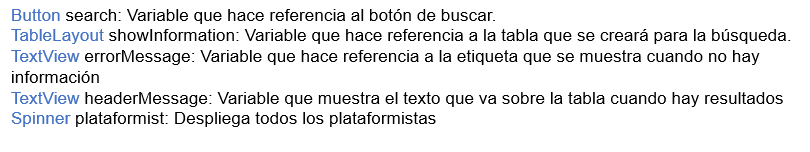 Button search: Variable que hace referencia al botón de buscar.
TableLayout showInformation: Variable que hace referencia a la tabla que se creará para la búsqueda.
TextView errorMessage: Variable que hace referencia a la etiqueta que se muestra cuando no hay
información
TextView headerMessage: Variable que muestra el texto que va sobre la tabla cuando hay resultados
Spinner plataformist: Despliega todos los plataformistas